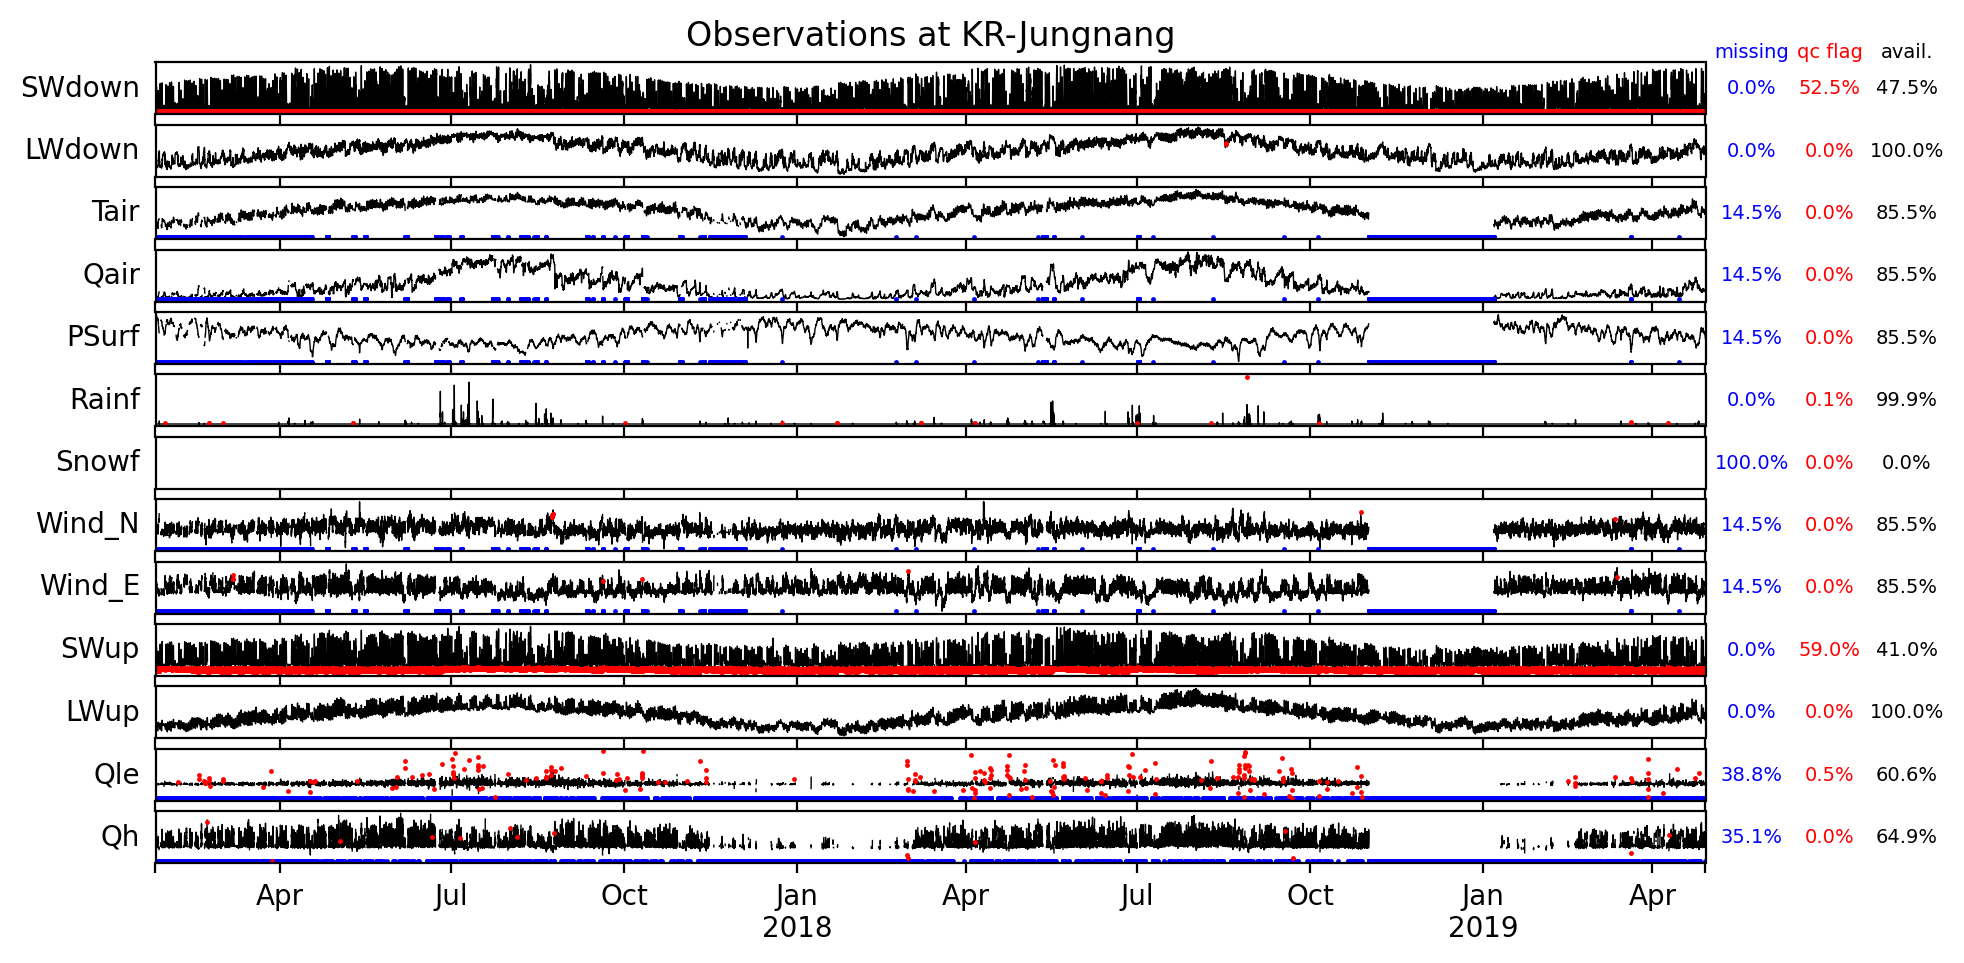 Observations at KR-Jungnang
missing qc flag avail.
SWdown 0.0% 52.5% 47.5%
LWdown 0.0% 0.0% 100.0%
Tair 14.5% 0.0% 85.5%
Qair 14.5% 0.0% 85.5%
PSurf 14.5% 0.0% 85.5%
Rainf 0.0% 0.1% 99.9%
Snowf 100.0% 0.0% 0.0%
Wind_N 14.5% 0.0% 85.5%
Wind_E 14.5% 0.0% 85.5%
SWup 0.0% 59.0% 41.0%
LWup 0.0% 0.0% 100.0%
Qle 38.8% 0.5% 60.6%
Qh 35.1% 0.0% 64.9%
Apr Jul Oct Jan Apr Jul Oct Jan Apr
2018 2019